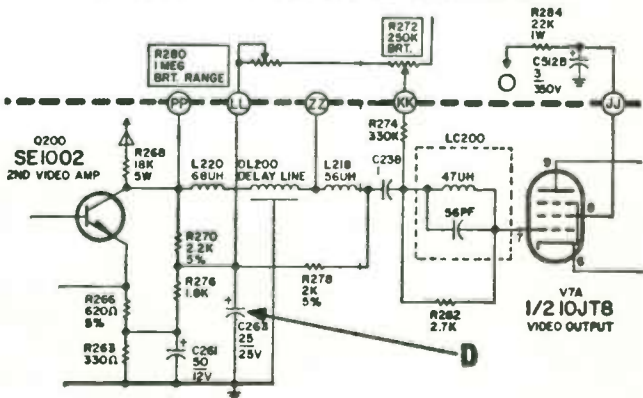 R284
22K
1W
R280
1 MEG
BRT. RANGE
R272
250K
BRT.
C512B
3
350V
PP
LL
ZZ
KK
JJ
Q200
SE1002
2ND VIDEO AMP
R268
18K
5W
L220
68UH
DL200
DELAY LINE
L218
56UH
C238
R274
330K
LC200
47UH
56PF
9
8
7
6
R270
2.2K
5%
R276
1.8K
R278
2K
5%
R282
2.7K
V7A
1/2 10JT8
VIDEO OUTPUT
R266
620Ω
5%
R263
330Ω
C261
50
12V
25
25V
D